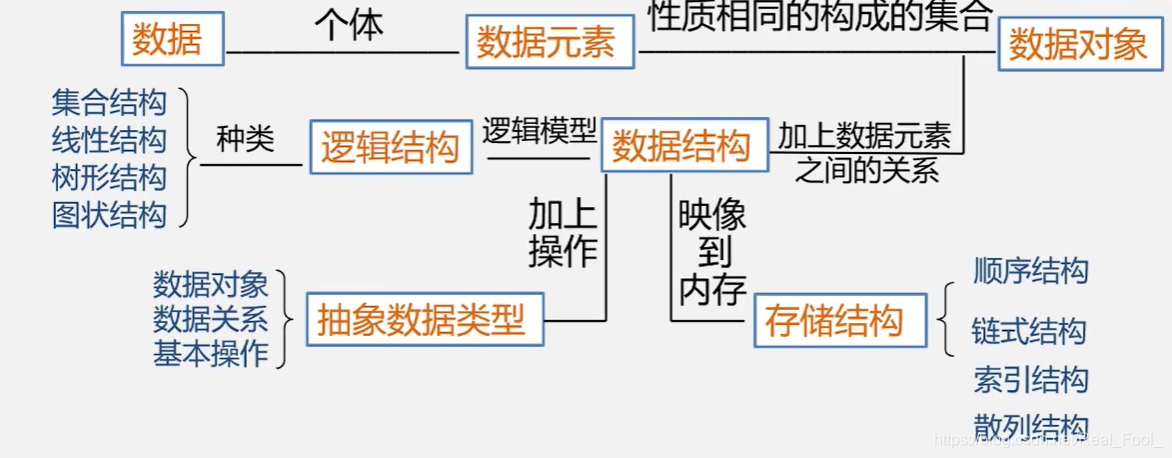 数据
个体
数据元素
性质相同的构成的集合
数据对象
集合结构
线性结构
树形结构
图状结构
种类
逻辑结构
逻辑模型
数据结构
加上数据元素
之间的关系
加上
操作
映像
到
内存
数据对象
数据关系
基本操作
抽象数据类型
存储结构
顺序结构
链式结构
索引结构
散列结构
https://blog.csdn.net/Real_Fool_